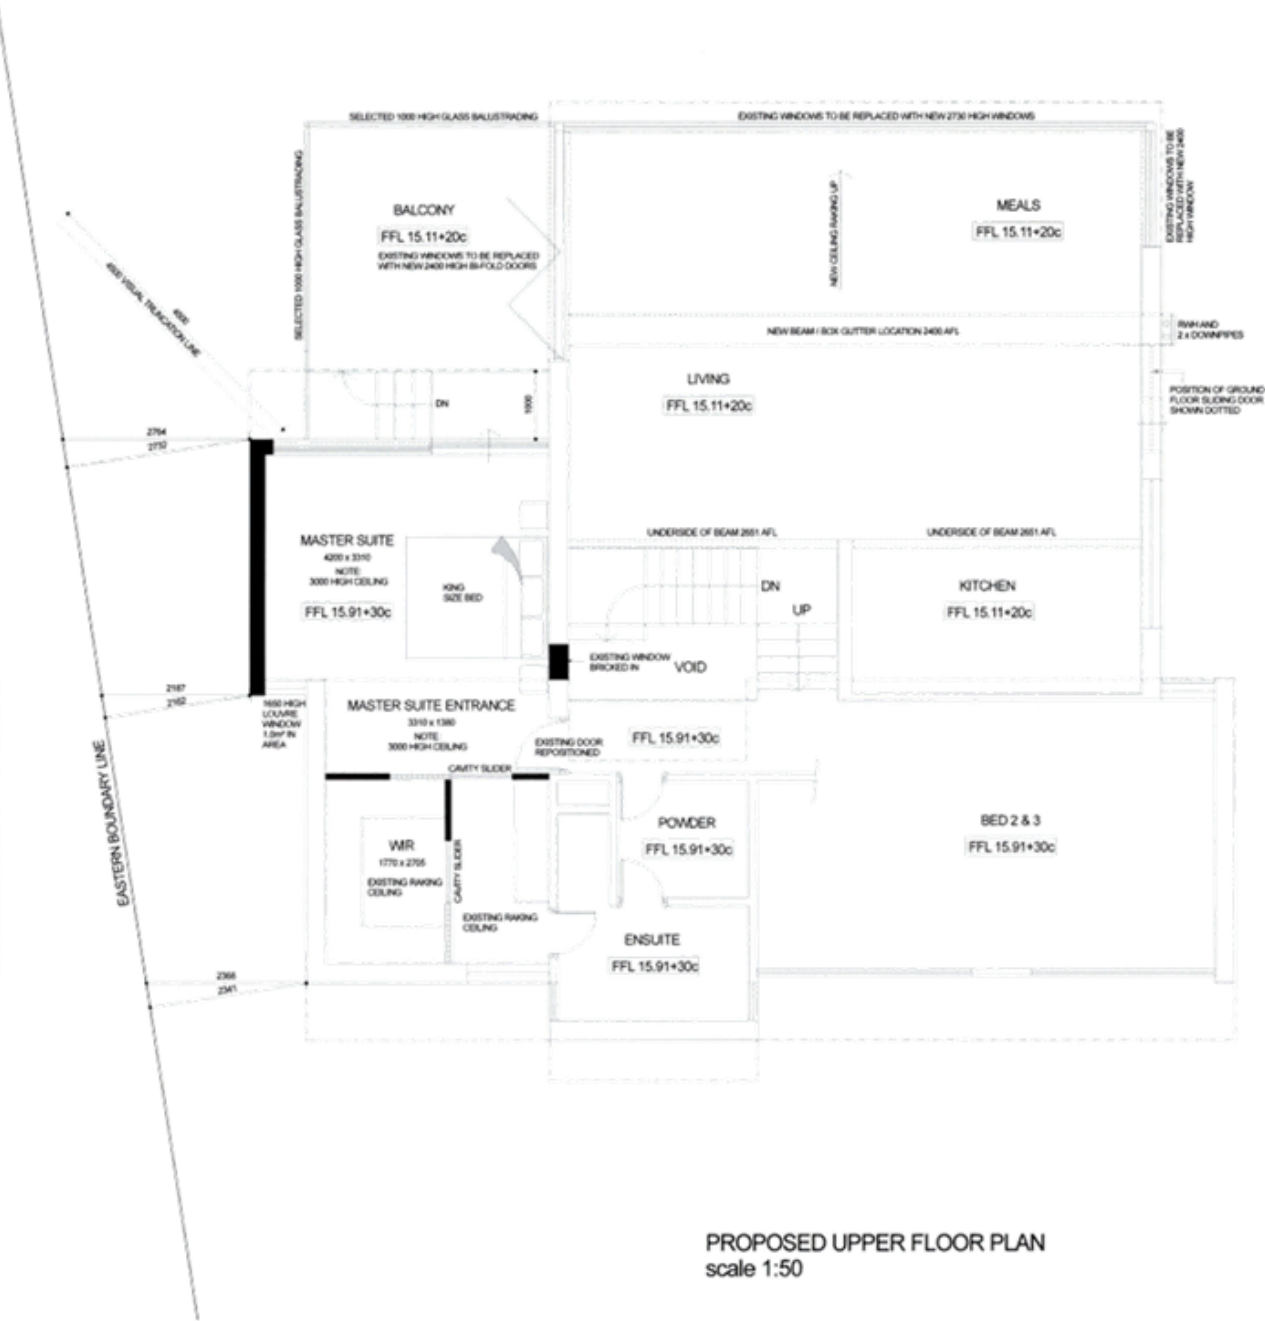 SELECTED 1000 HIGH GLASS BALUSTRADING
EXISTING WINDOWS TO BE REPLACED WITH NEW 2730 HIGH WINDOWS
EXISTING WINDOWS TO BE
REPLACED WITH NEW 2400
HIGH WINDOW
SELECTED 1000 HIGH GLASS BALUSTRADING
BALCONY
FFL 15.11+20c
EXISTING WINDOWS TO BE REPLACED
WITH NEW 2400 HIGH BI-FOLD DOORS
NEW CEILING RAKING UP
MEALS
FFL 15.11+20c
4500
4500 VISUAL TRUNCATION LINE
NEW BEAM / BOX GUTTER LOCATION 2400 AFL
RWH AND
2 x DOWNPIPES
LIVING
FFL 15.11+20c
POSITION OF GROUND
FLOOR SLIDING DOOR
SHOWN DOTTED
DN
1000
2764
2732
UNDERSIDE OF BEAM 2651 AFL
UNDERSIDE OF BEAM 2651 AFL
MASTER SUITE
4200 x 3310
NOTE:
3000 HIGH CEILING
FFL 15.91+30c
KING
SIZE BED
DN
UP
KITCHEN
FFL 15.11+20c
EXISTING WINDOW
BRICKED IN
VOID
2187
2162
1650 HIGH
LOUVRE
WINDOW
1.0m² IN
AREA
MASTER SUITE ENTRANCE
3310 x 1380
NOTE:
3000 HIGH CEILING
EXISTING DOOR
REPOSITIONED
FFL 15.91+30c
CAVITY SLIDER
EASTERN BOUNDARY LINE
WIR
1770 x 2705
EXISTING RAKING
CEILING
CAVITY SLIDER
EXISTING RAKING
CEILING
POWDER
FFL 15.91+30c
BED 2 & 3
FFL 15.91+30c
ENSUITE
FFL 15.91+30c
2368
2341
PROPOSED UPPER FLOOR PLAN
scale 1:50